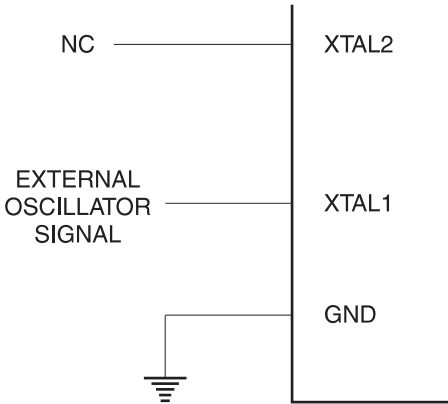 NC
XTAL2
EXTERNAL
OSCILLATOR
SIGNAL
XTAL1
GND